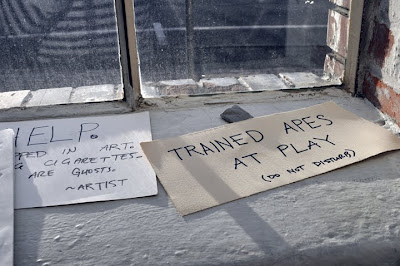 HELP.
IN ART.
CIGARETTES.
ARE GHOSTS.
~ARTIST
TRAINED APES
AT PLAY
(DO NOT DISTURB)